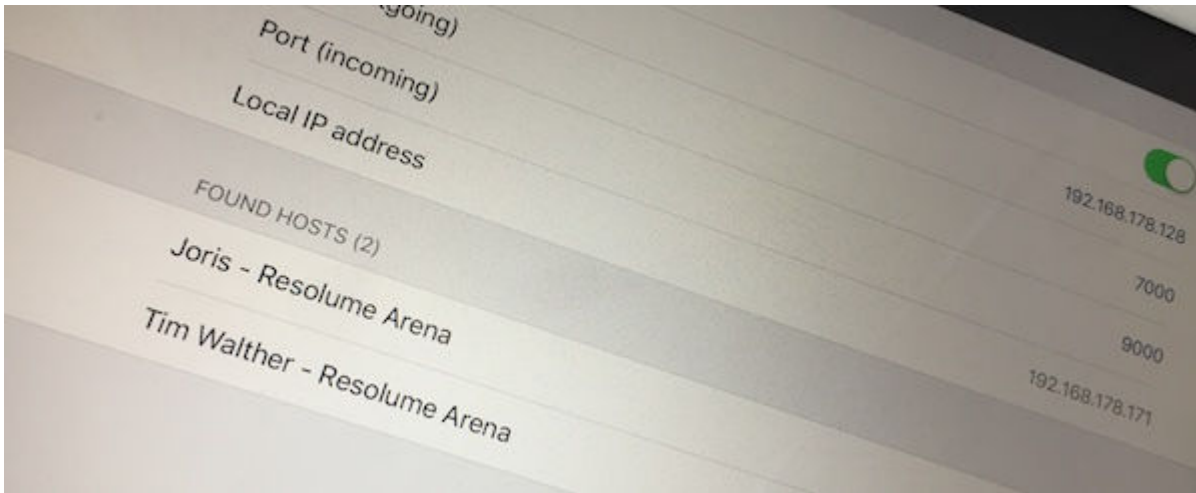 192.168.178.128
going) 7000
Port (incoming) 9000
Local IP address 192.168.178.171
FOUND HOSTS (2)
Joris - Resolume Arena
Tim Walther - Resolume Arena